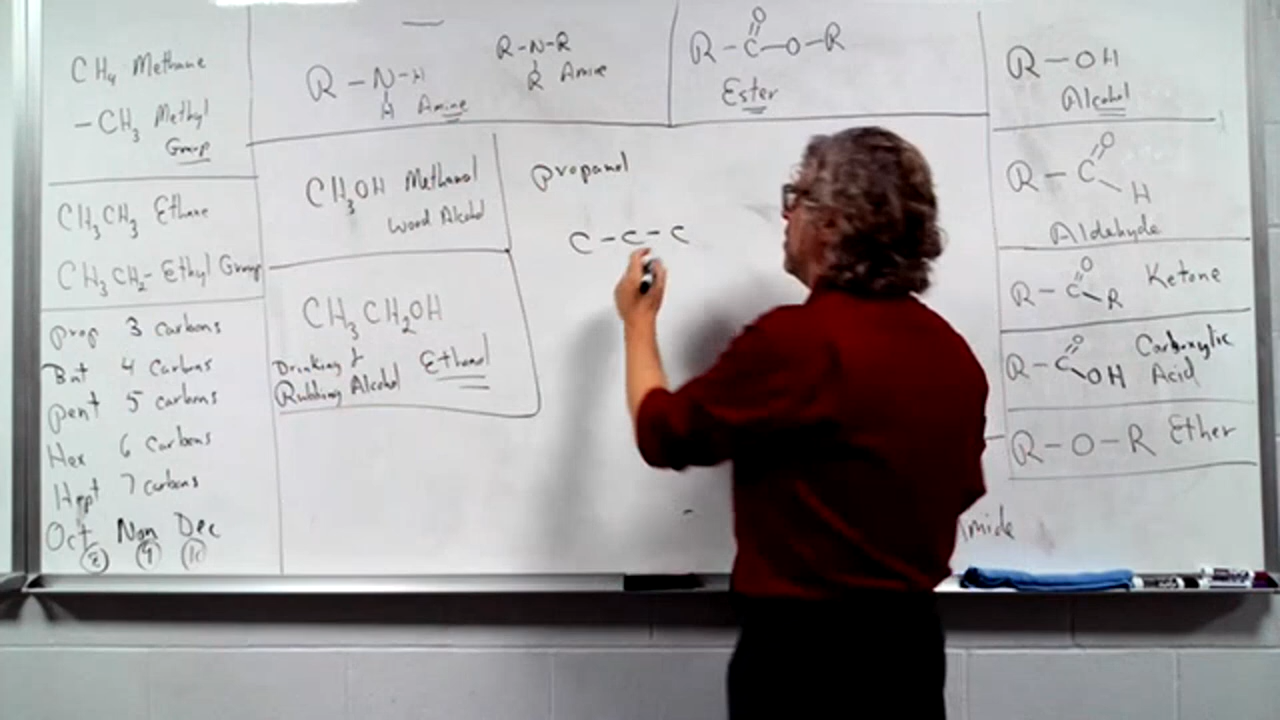 CH4 Methane
-CH3 Methyl
Group
CH3CH3 Ethane
CH3CH2- Ethyl Group
Prop 3 carbons
But 4 carbons
Pent 5 carbons
Hex 6 carbons
Hept 7 carbons
Oct Non Dec
8 9 10
R-N-H
H Amine
R-N-R
R Amine
O
R-C-O-R
Ester
CH3OH Methanol
Wood Alcohol
CH3CH2OH
Drinking &
Rubbing Alcohol Ethanol
Propanol
C-C-C
R-OH
Alcohol
O
R-C
H
Aldehyde
O
R-C-R Ketone
O
R-C-OH Carboxylic
Acid
R-O-R Ether
mide